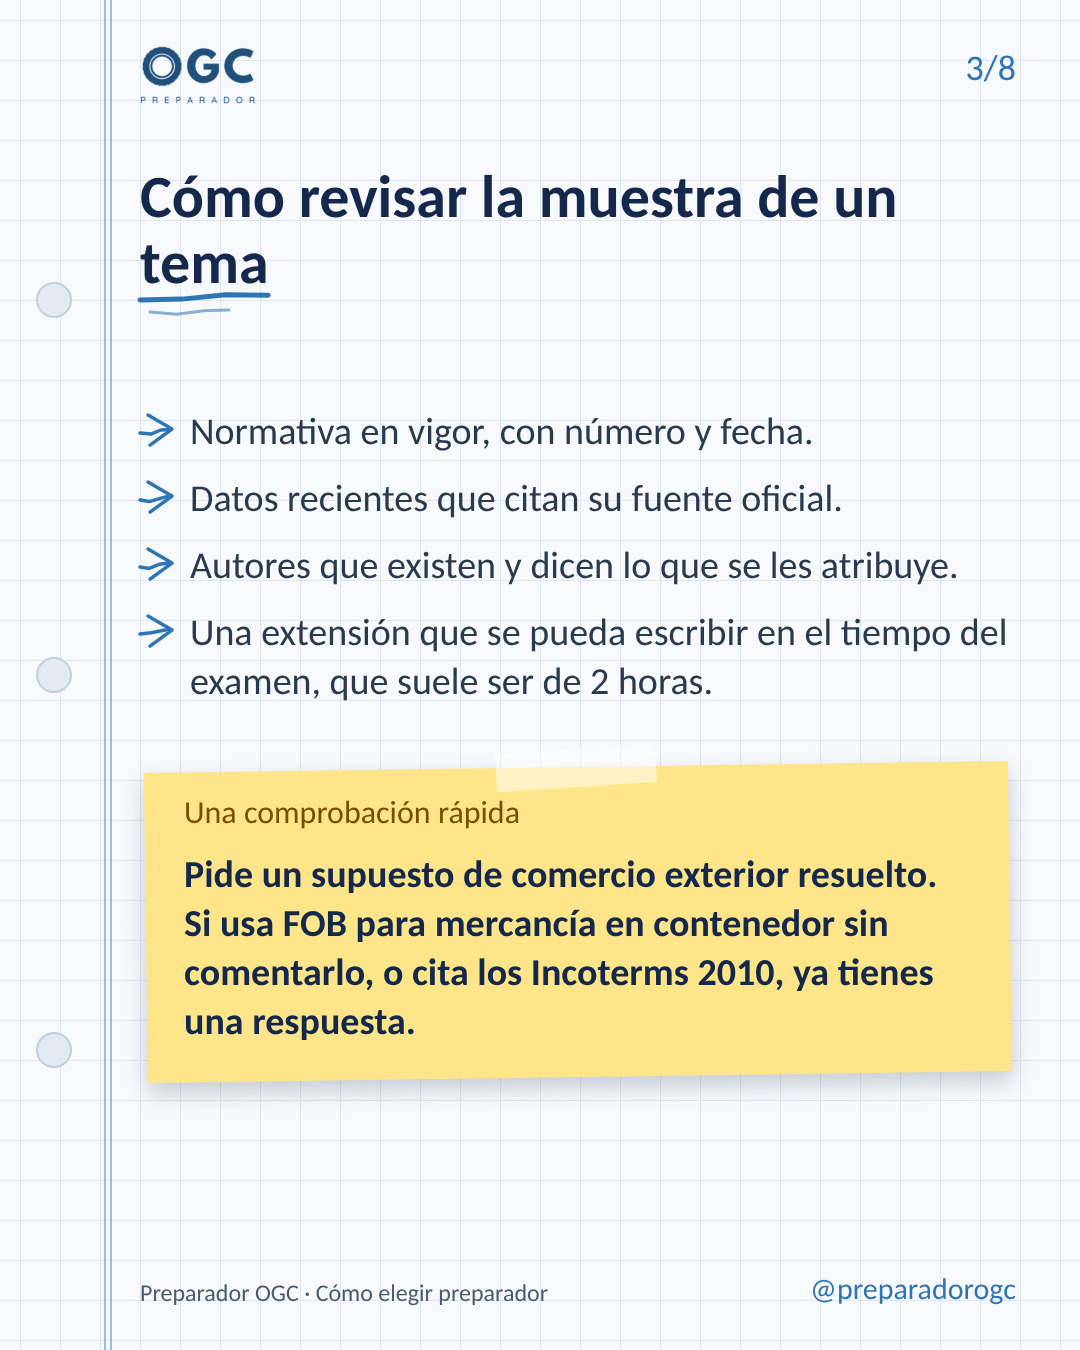 OGC
PREPARADOR
3/8
Cómo revisar la muestra de un
tema
Normativa en vigor, con número y fecha.
Datos recientes que citan su fuente oficial.
Autores que existen y dicen lo que se les atribuye.
Una extensión que se pueda escribir en el tiempo del
examen, que suele ser de 2 horas.
Una comprobación rápida
Pide un supuesto de comercio exterior resuelto.
Si usa FOB para mercancía en contenedor sin
comentarlo, o cita los Incoterms 2010, ya tienes
una respuesta.
Preparador OGC · Cómo elegir preparador
@preparadorogc